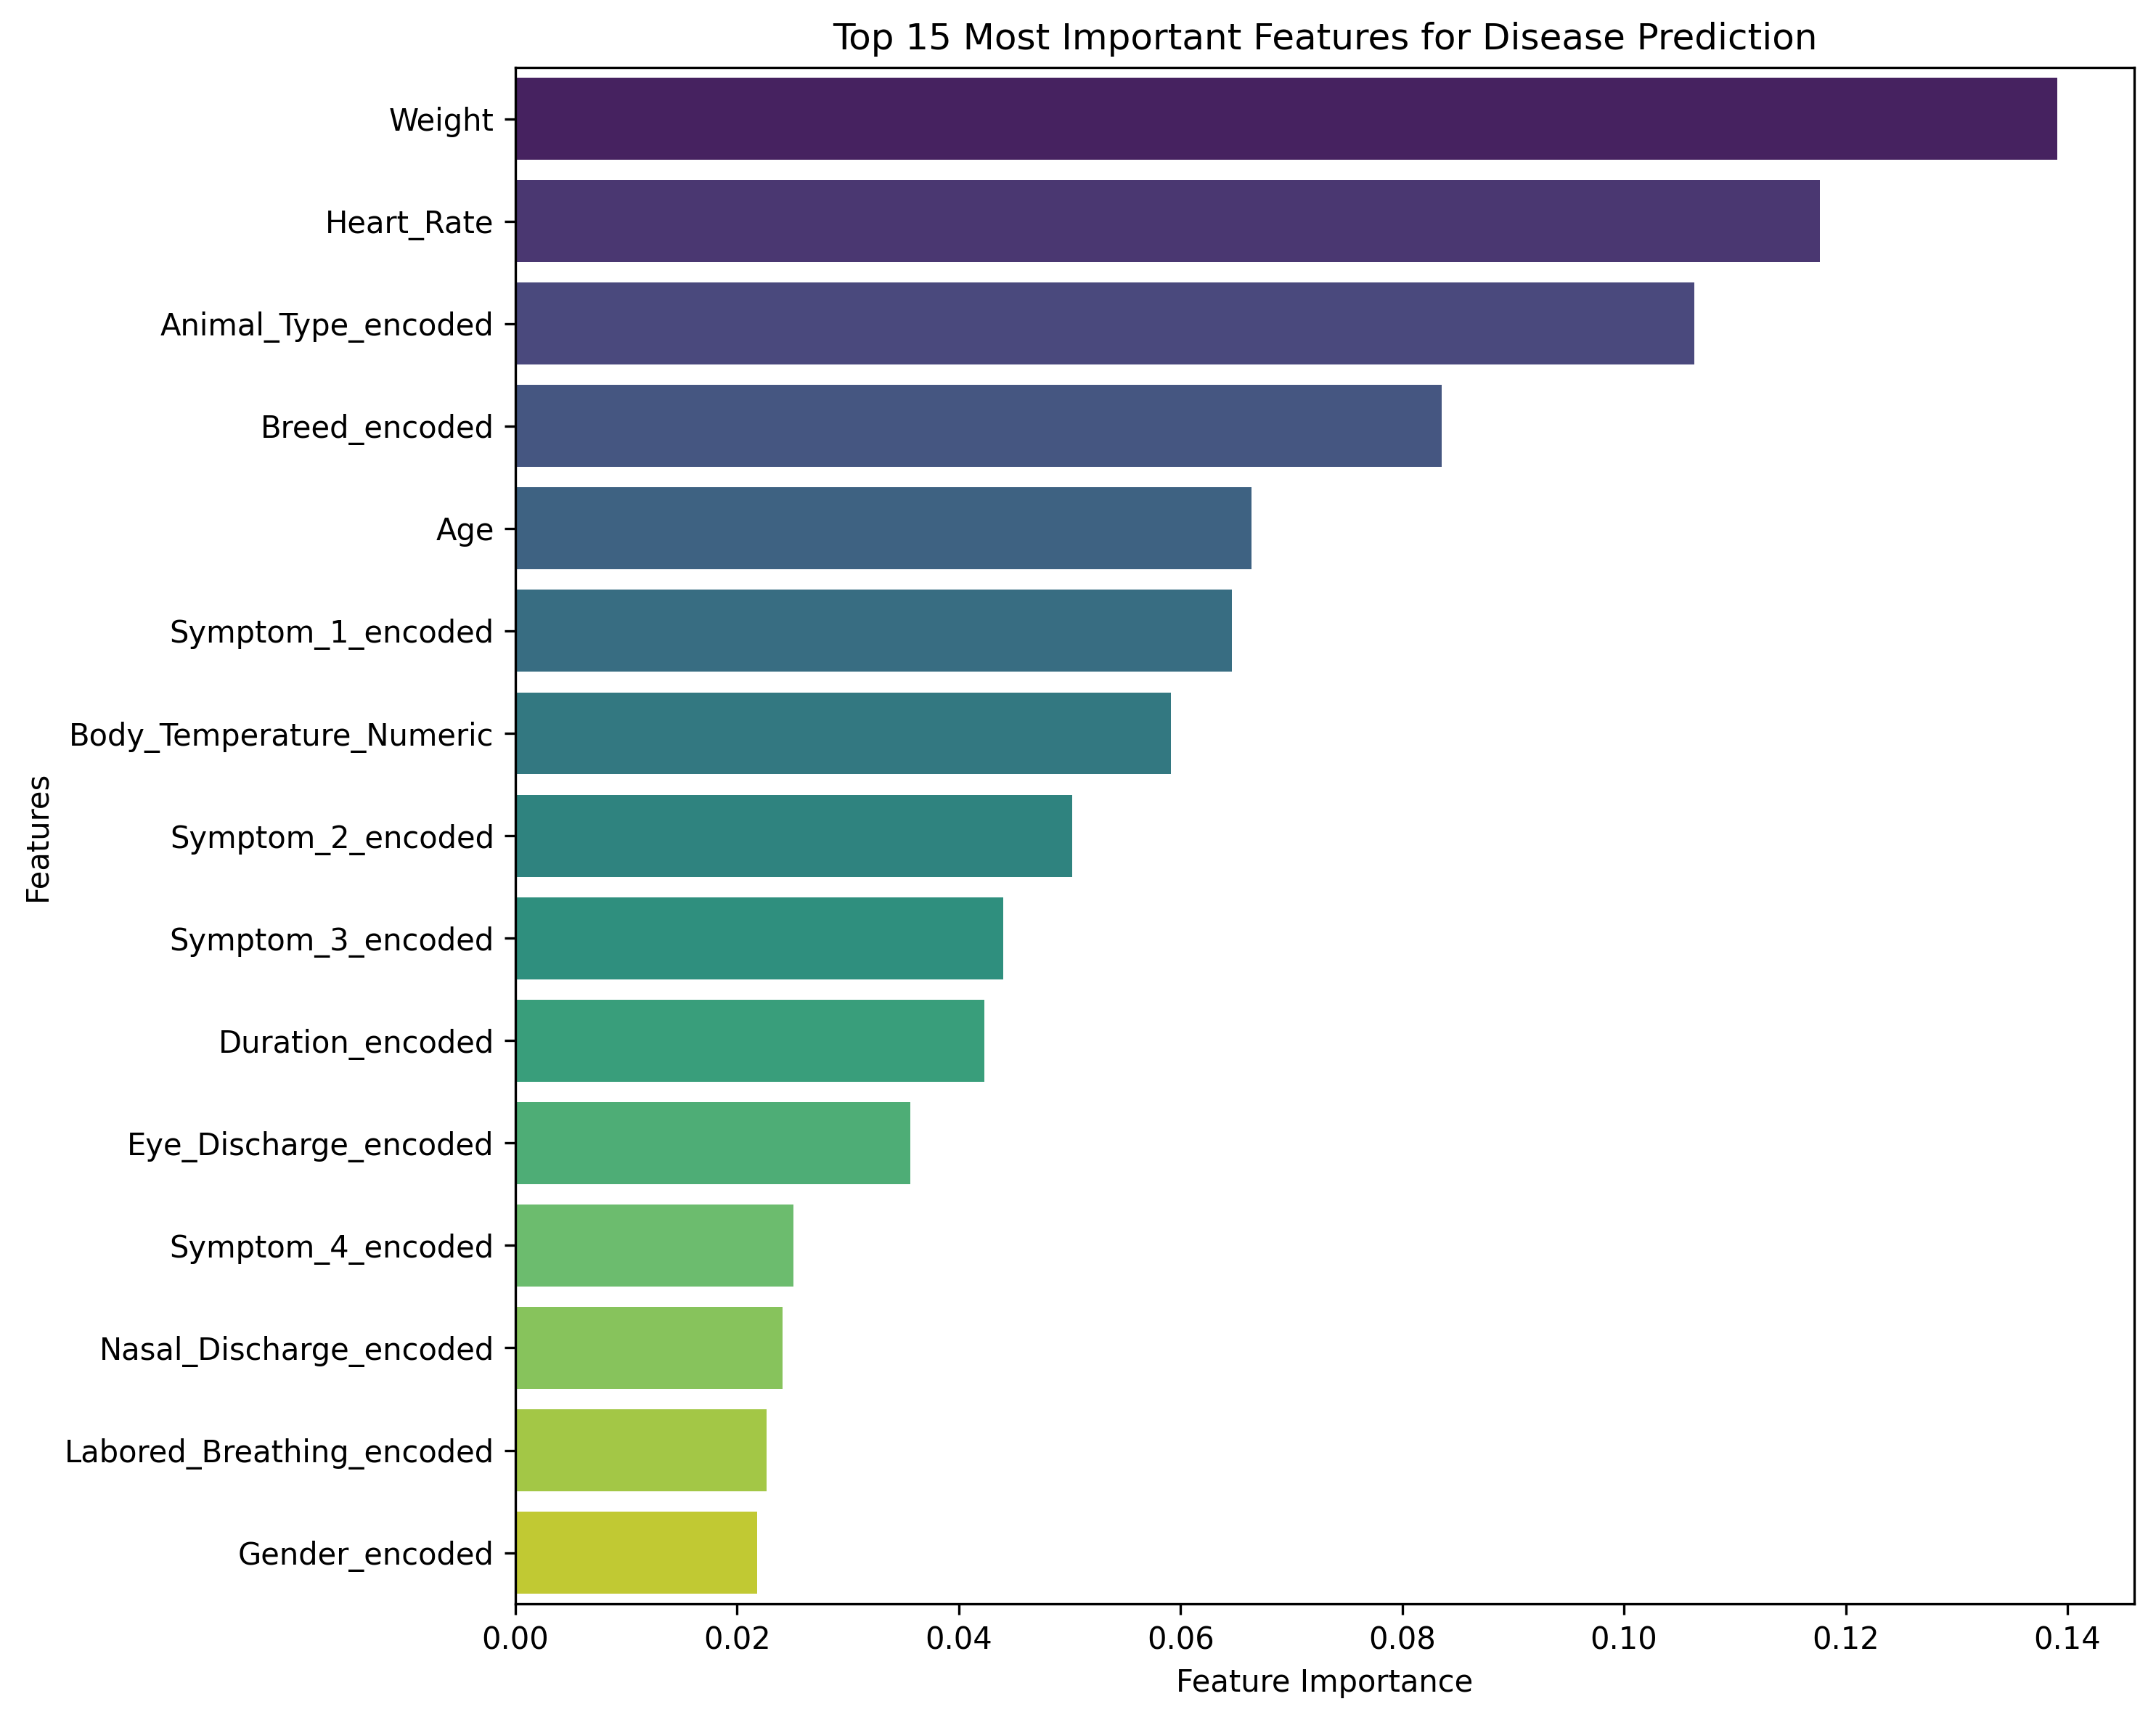 Top 15 Most Important Features for Disease Prediction
Weight
Heart_Rate
Animal_Type_encoded
Breed_encoded
Age
Symptom_1_encoded
Body_Temperature_Numeric
Symptom_2_encoded
Symptom_3_encoded
Duration_encoded
Eye_Discharge_encoded
Symptom_4_encoded
Nasal_Discharge_encoded
Labored_Breathing_encoded
Gender_encoded
Features
0.00 0.02 0.04 0.06 0.08 0.10 0.12 0.14
Feature Importance